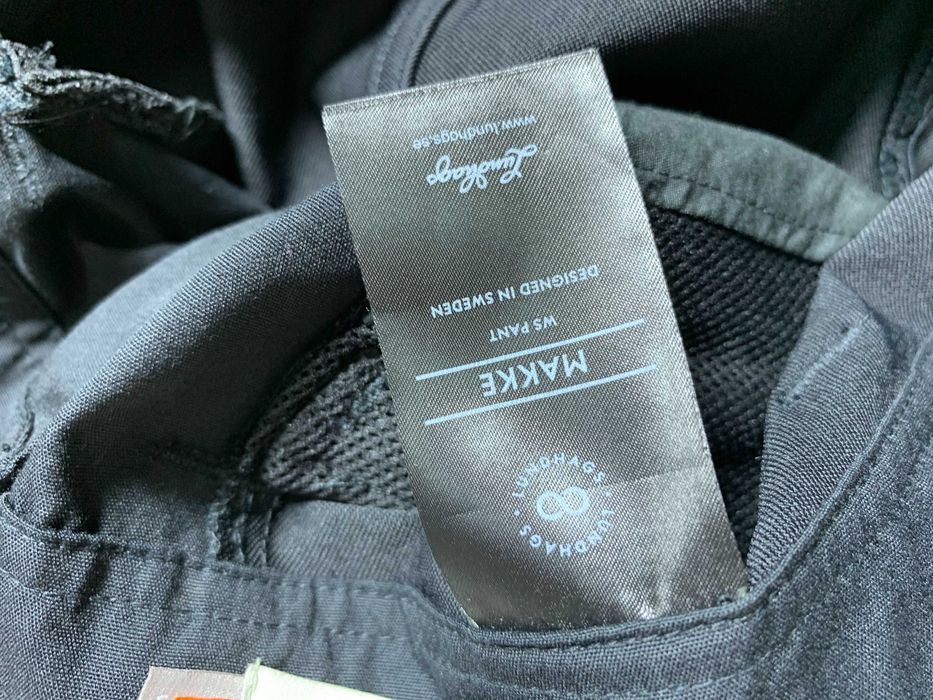 LUNDHAGS · LUNDHAGS ·
MAKKE
WS PANT
DESIGNED IN SWEDEN
Lundhags
www.lundhags.se